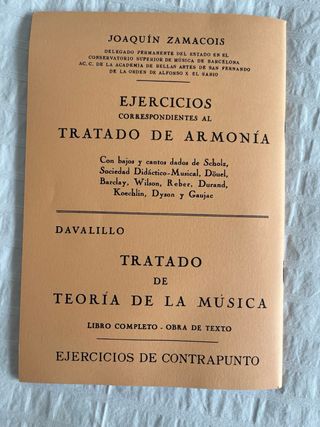 JOAQUÍN ZAMACOIS
DELEGADO PERMANENTE DEL ESTADO EN EL
CONSERVATORIO SUPERIOR DE MÚSICA DE BARCELONA
AC. C. DE LA ACADEMIA DE BELLAS ARTES DE SAN FERNANDO
DE LA ORDEN DE ALFONSO X EL SABIO
EJERCICIOS
CORRESPONDIENTES AL
TRATADO DE ARMONÍA
Con bajos y cantos dados de Scholz,
Sociedad Didáctico-Musical, Döuel,
Barclay, Wilson, Reber, Durand,
Koechlin, Dyson y Gaujac
DAVALILLO
TRATADO
DE
TEORÍA DE LA MÚSICA
LIBRO COMPLETO - OBRA DE TEXTO
EJERCICIOS DE CONTRAPUNTO